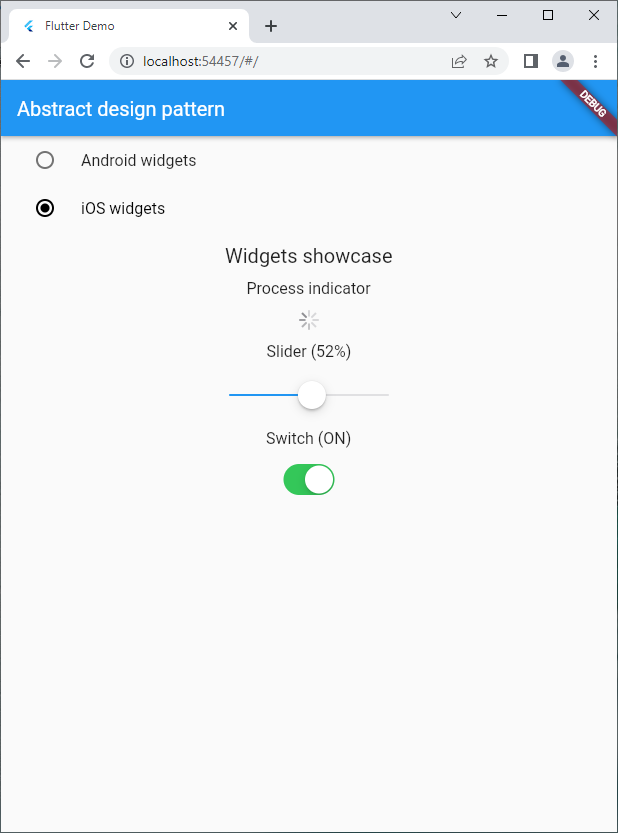 Flutter Demo
localhost:54457/#/
Abstract design pattern
DEBUG
Android widgets
iOS widgets
Widgets showcase
Process indicator
Slider (52%)
Switch (ON)